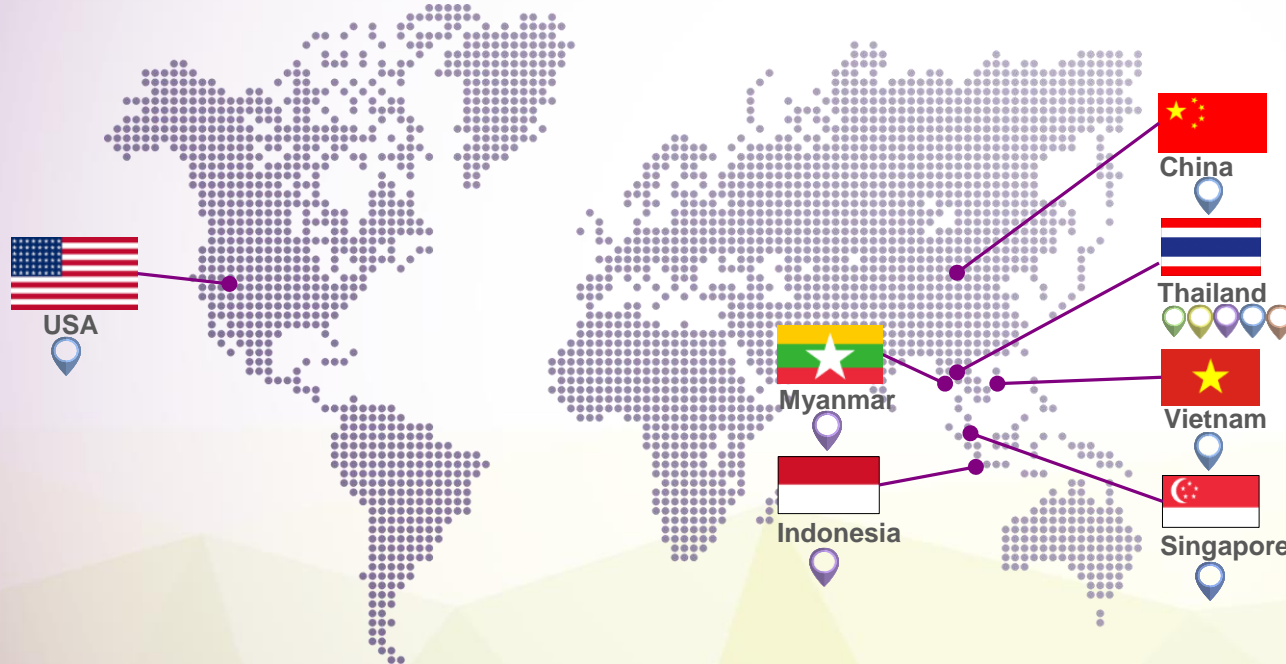 China
Thailand
USA
Myanmar
Vietnam
Indonesia
Singapore